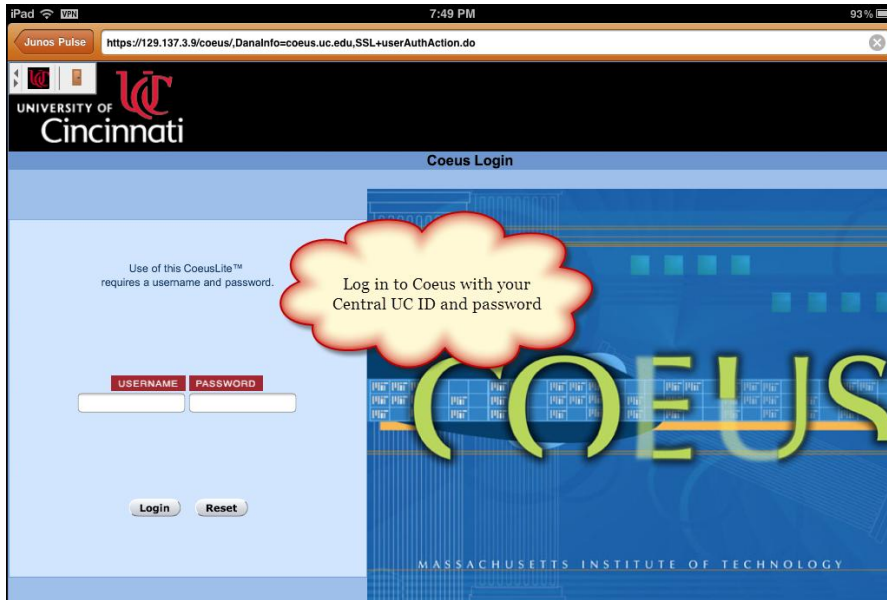 iPad VPN 7:49 PM 93%
Junos Pulse https://129.137.3.9/coeus/,DanaInfo=coeus.uc.edu,SSL+userAuthAction.do
UC
UNIVERSITY OF
Cincinnati
Coeus Login
Use of this CoeusLite™
requires a username and password.
Log in to Coeus with your
Central UC ID and password
USERNAME PASSWORD
COEUS
Login Reset
MASSACHUSETTS INSTITUTE OF TECHNOLOGY